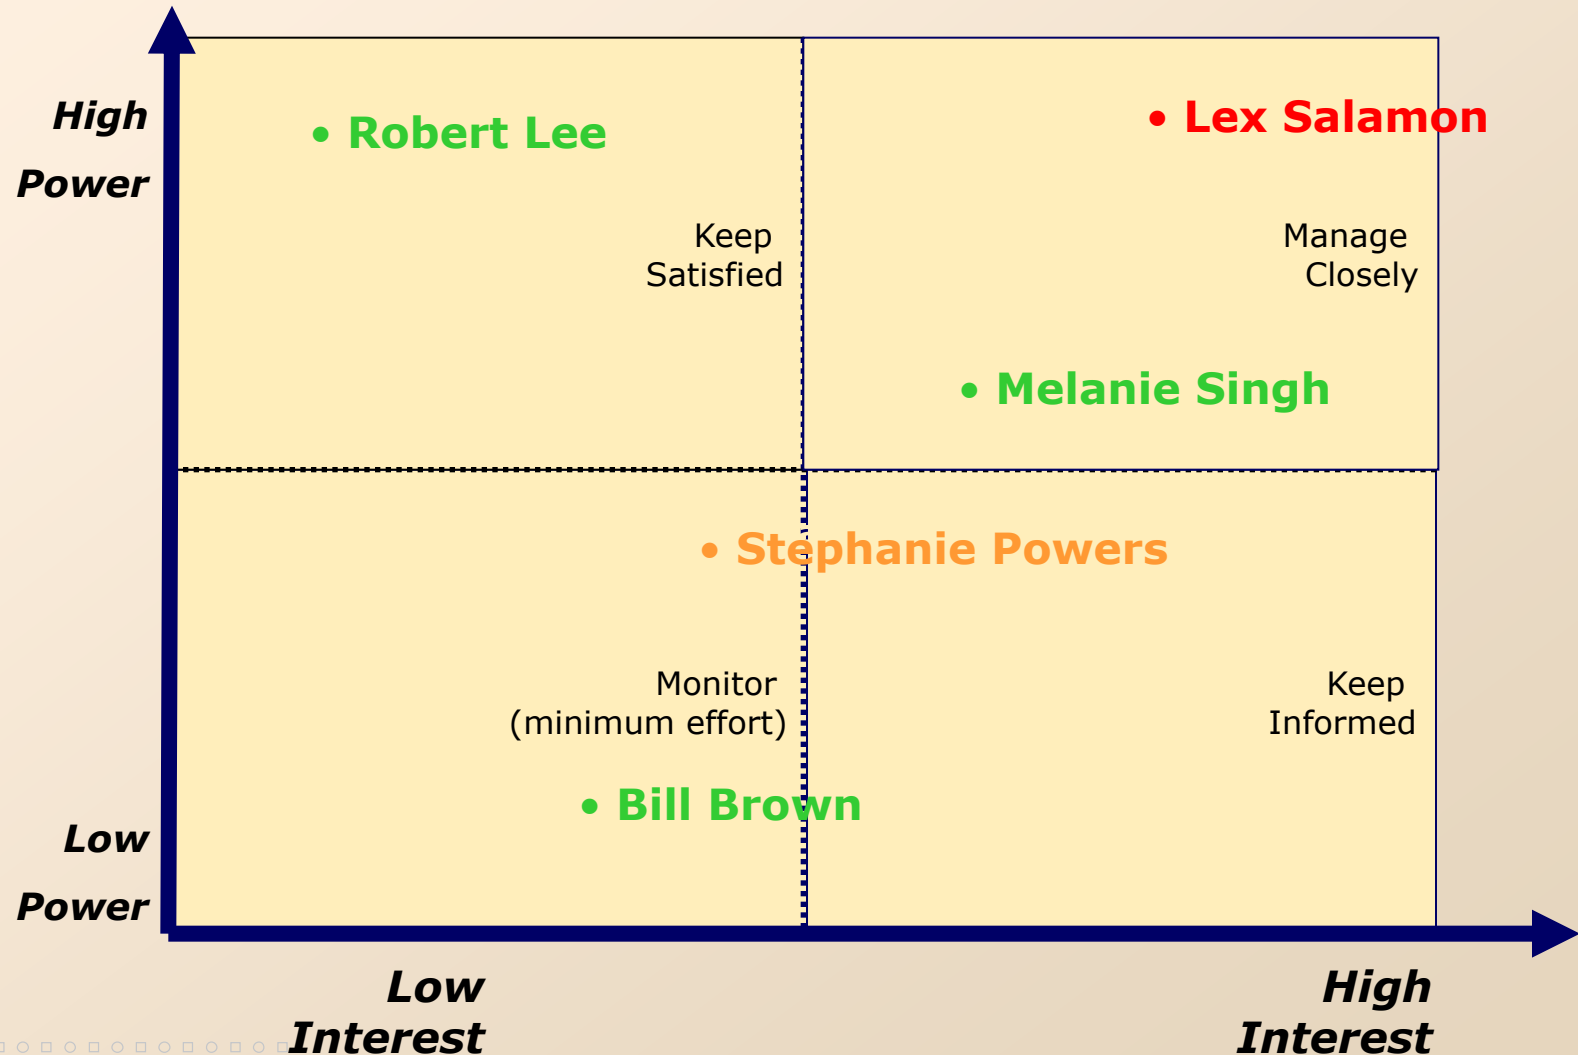 High
Power
• Robert Lee
• Lex Salamon
Keep
Satisfied
Manage
Closely
• Melanie Singh
• Stephanie Powers
Monitor
(minimum effort)
Keep
Informed
• Bill Brown
Low
Power
Low
Interest
High
Interest